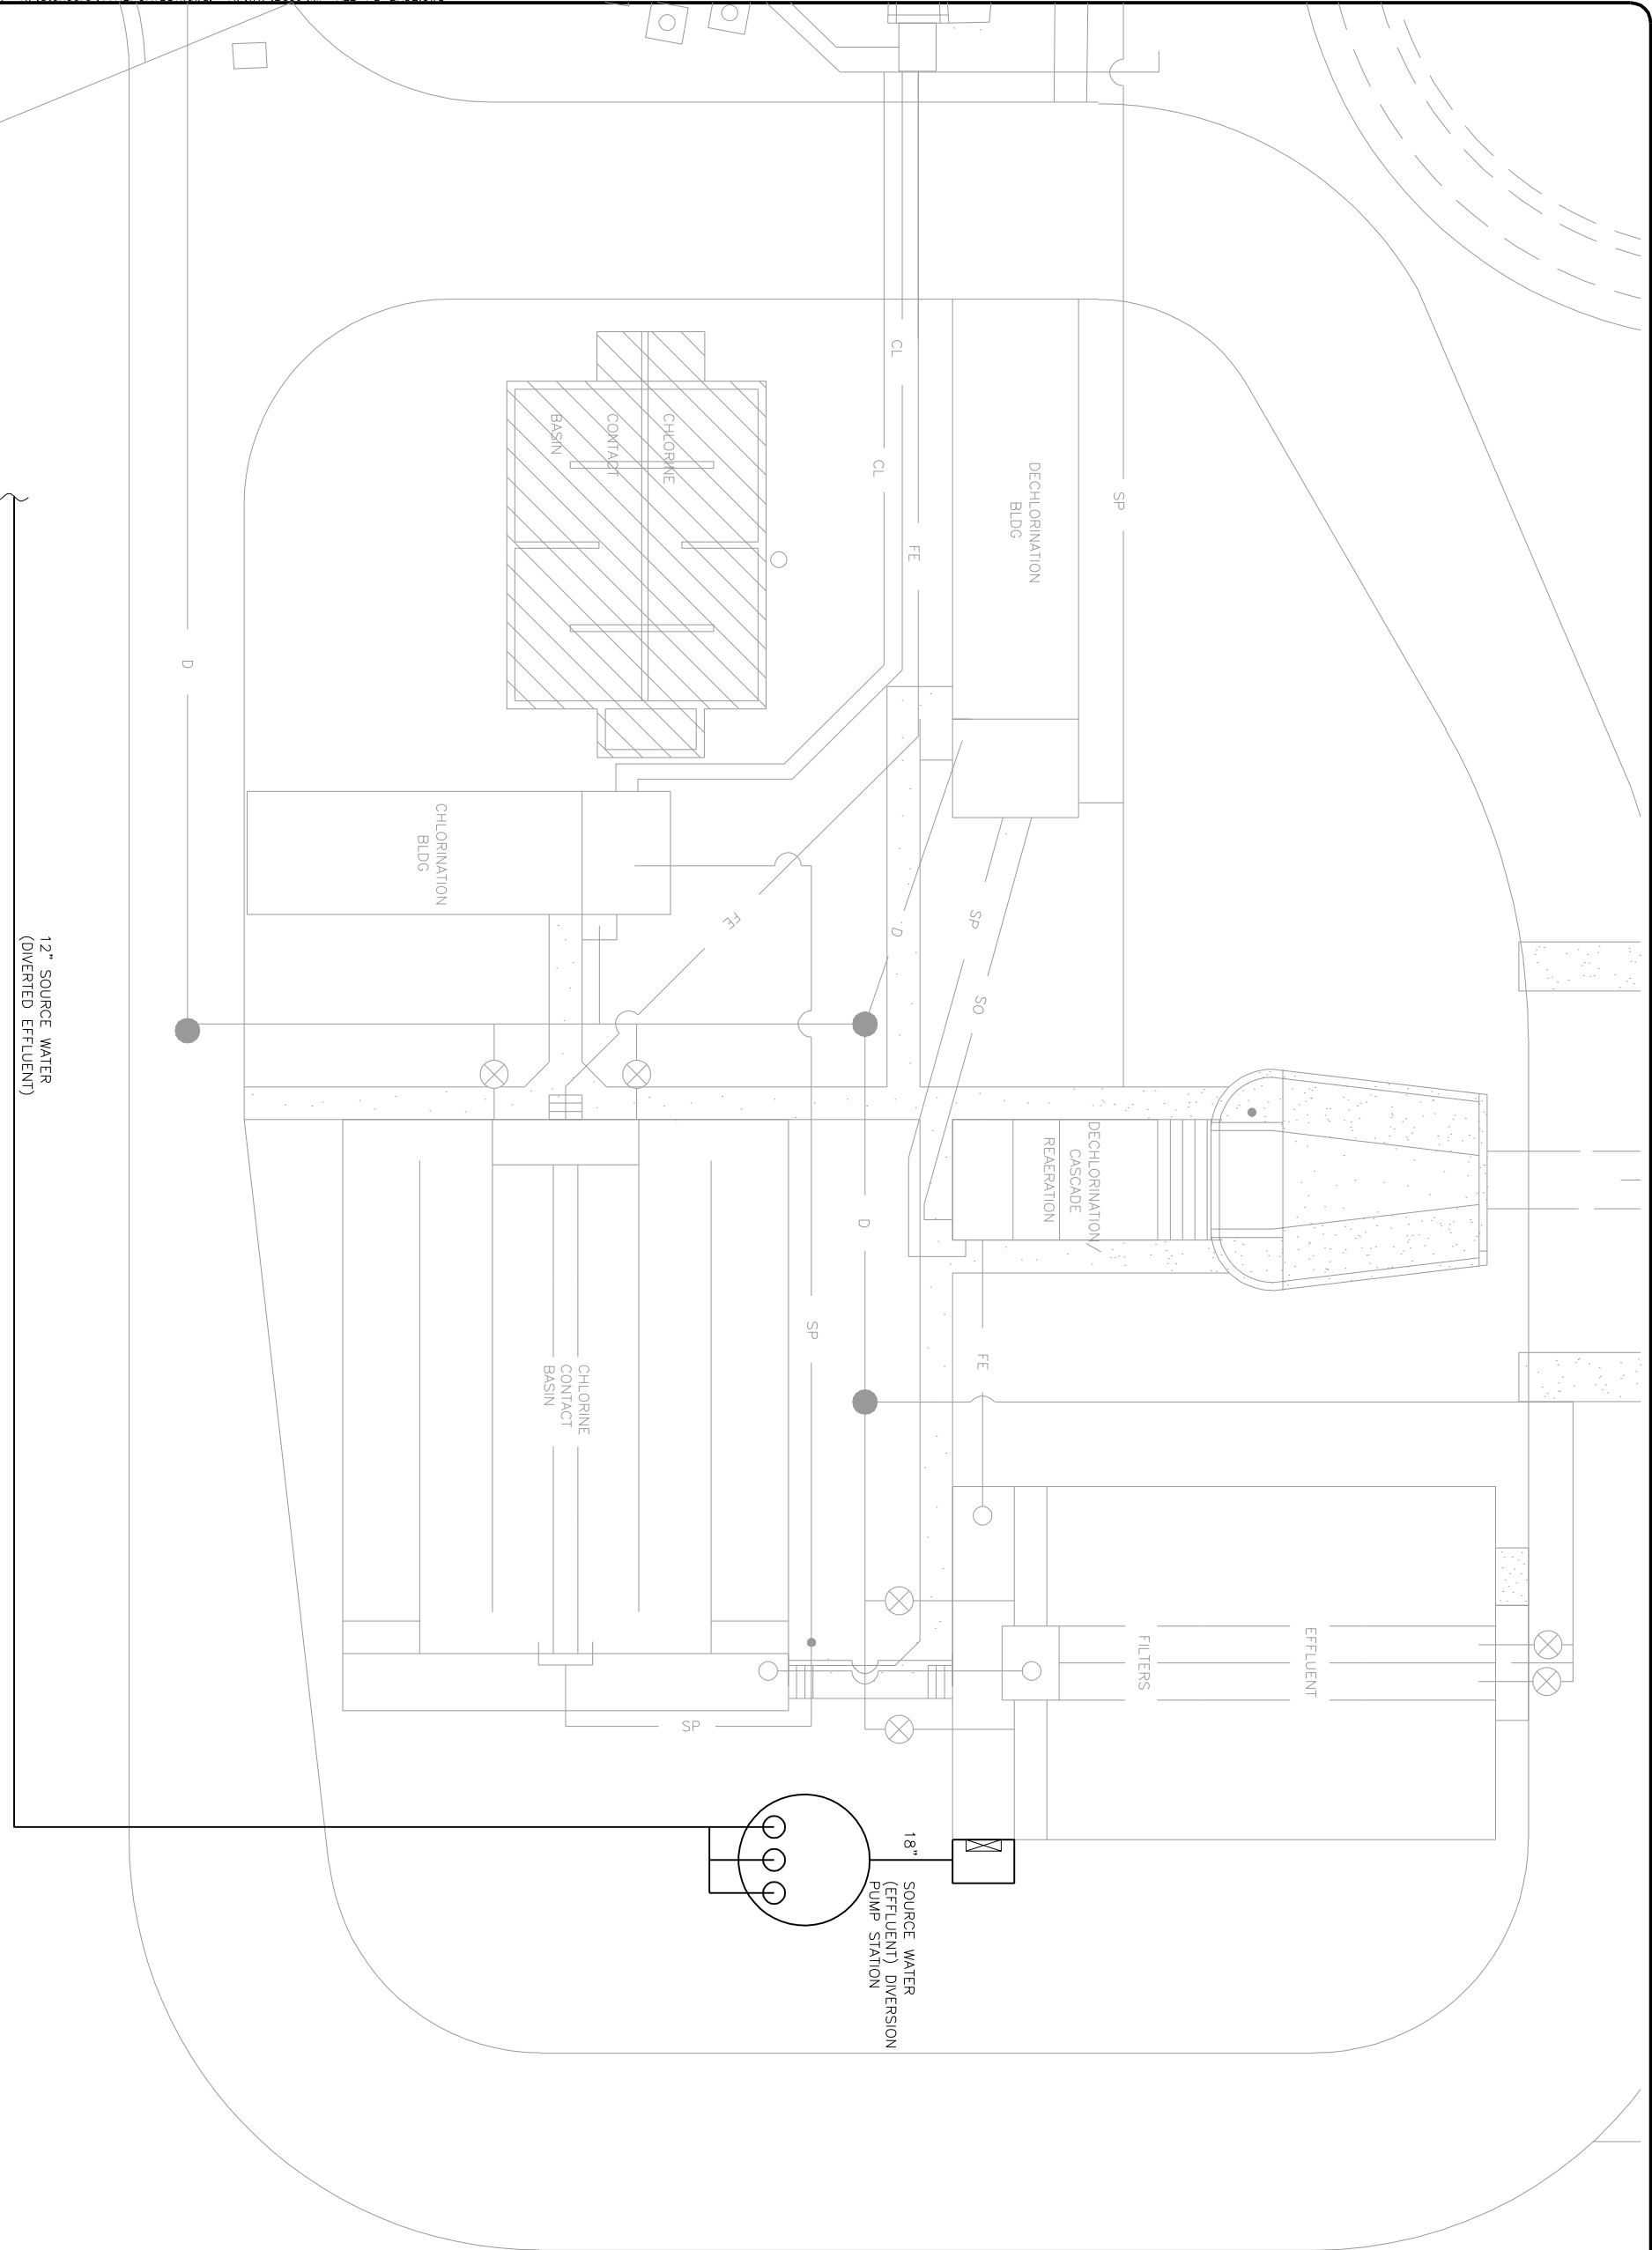 SP
CL
CL
FE
DECHLORINATION
BLDG
CHLORINE
CONTACT
BASIN
D
CHLORINATION
BLDG
FE
D
SP
SO
12" SOURCE WATER
(DIVERTED EFFLUENT)
DECHLORINATION/
CASCADE
REAERATION
D
SP
FE
CHLORINE
CONTACT
BASIN
EFFLUENT
FILTERS
SP
18"
SOURCE WATER
(EFFLUENT) DIVERSION
PUMP STATION